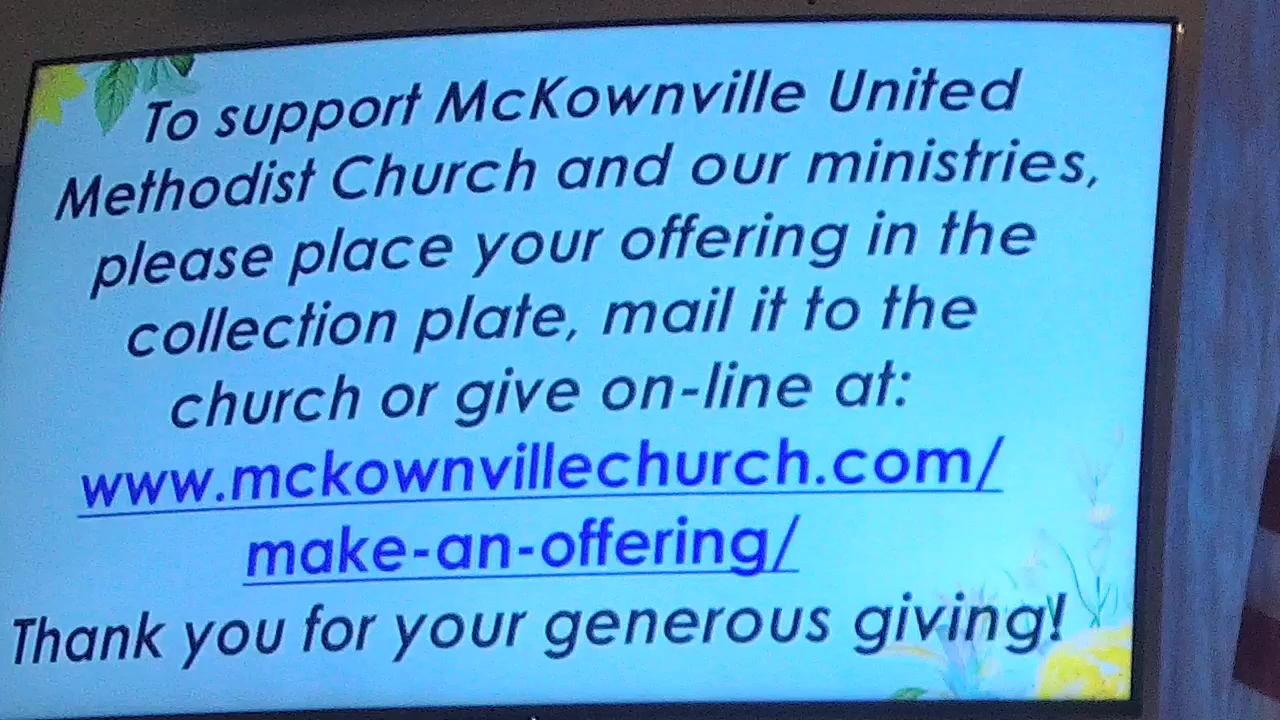 To support McKownville United
Methodist Church and our ministries,
please place your offering in the
collection plate, mail it to the
church or give on-line at:
www.mckownvillechurch.com/
make-an-offering/
Thank you for your generous giving!